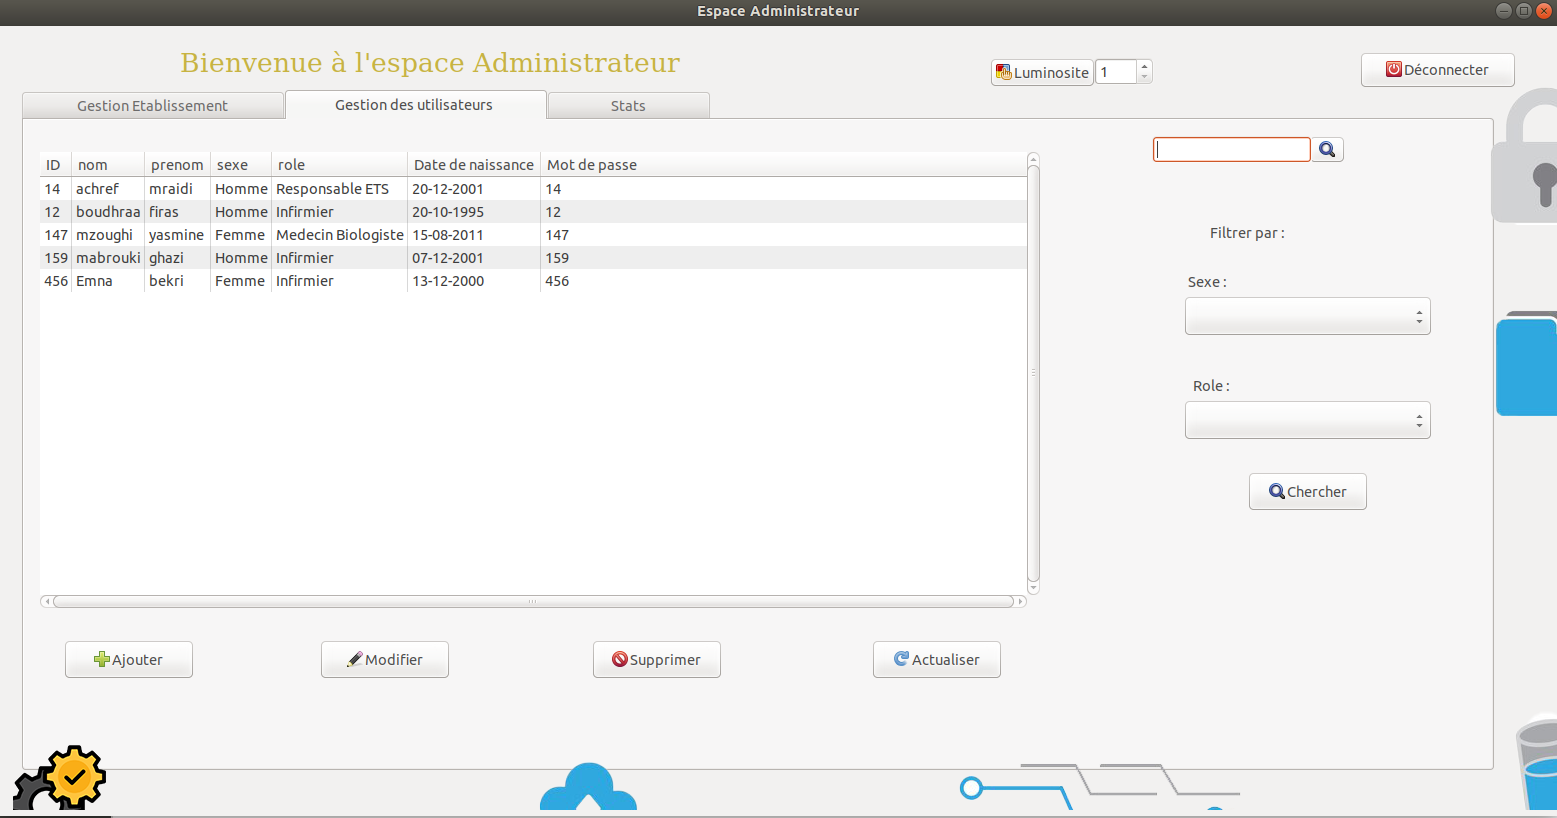 Espace Administrateur
Bienvenue à l'espace Administrateur
Luminosite 1
Déconnecter
Gestion Etablissement Gestion des utilisateurs Stats
ID nom prenom sexe role Date de naissance Mot de passe
14 achref mraidi Homme Responsable ETS 20-12-2001 14
12 boudhraa firas Homme Infirmier 20-10-1995 12
147 mzoughi yasmine Femme Medecin Biologiste 15-08-2011 147
159 mabrouki ghazi Homme Infirmier 07-12-2001 159
456 Emna bekri Femme Infirmier 13-12-2000 456
Filtrer par :
Sexe :
Role :
Chercher
Ajouter Modifier Supprimer Actualiser